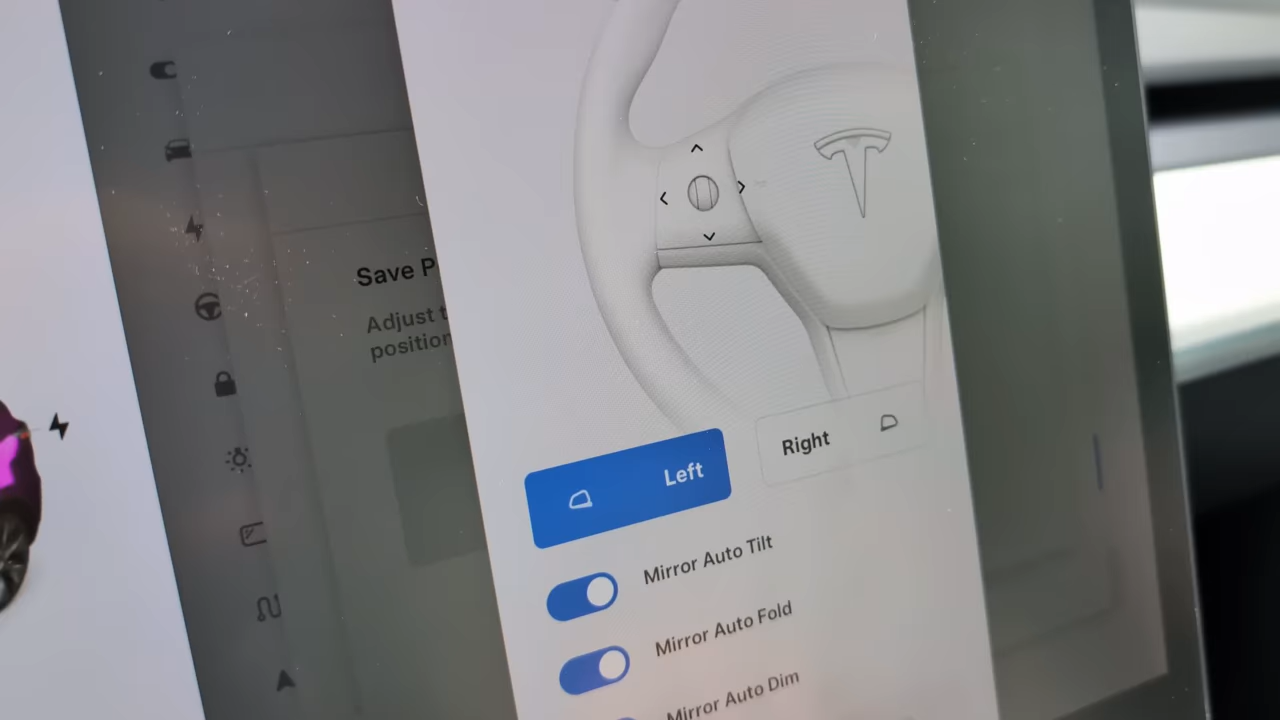 Save P
Adjust t
position
Left
Right
Mirror Auto Tilt
Mirror Auto Fold
Mirror Auto Dim